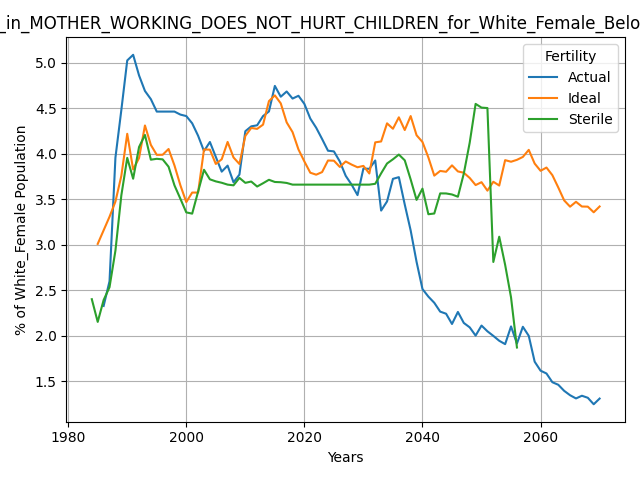 _in_MOTHER_WORKING_DOES_NOT_HURT_CHILDREN_for_White_Female_Belo
% of White_Female Population
5.0
4.5
4.0
3.5
3.0
2.5
2.0
1.5
Fertility
Actual
Ideal
Sterile
1980
2000
2020
2040
2060
Years